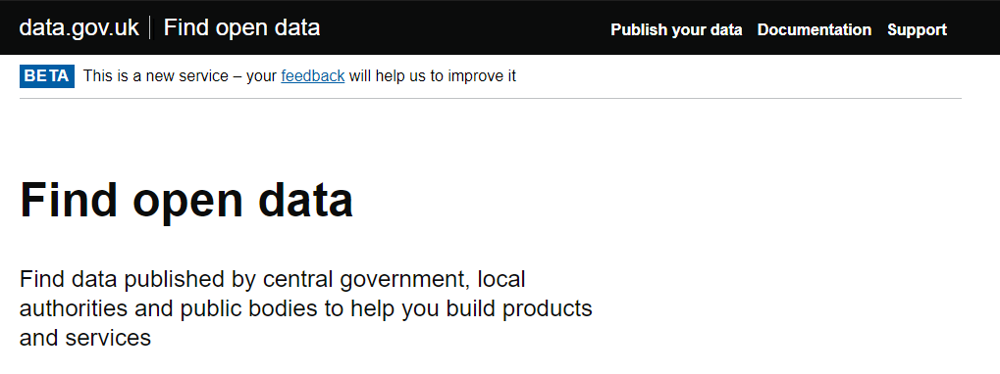 data.gov.uk | Find open data Publish your data Documentation Support
BETA This is a new service – your feedback will help us to improve it
Find open data
Find data published by central government, local
authorities and public bodies to help you build products
and services